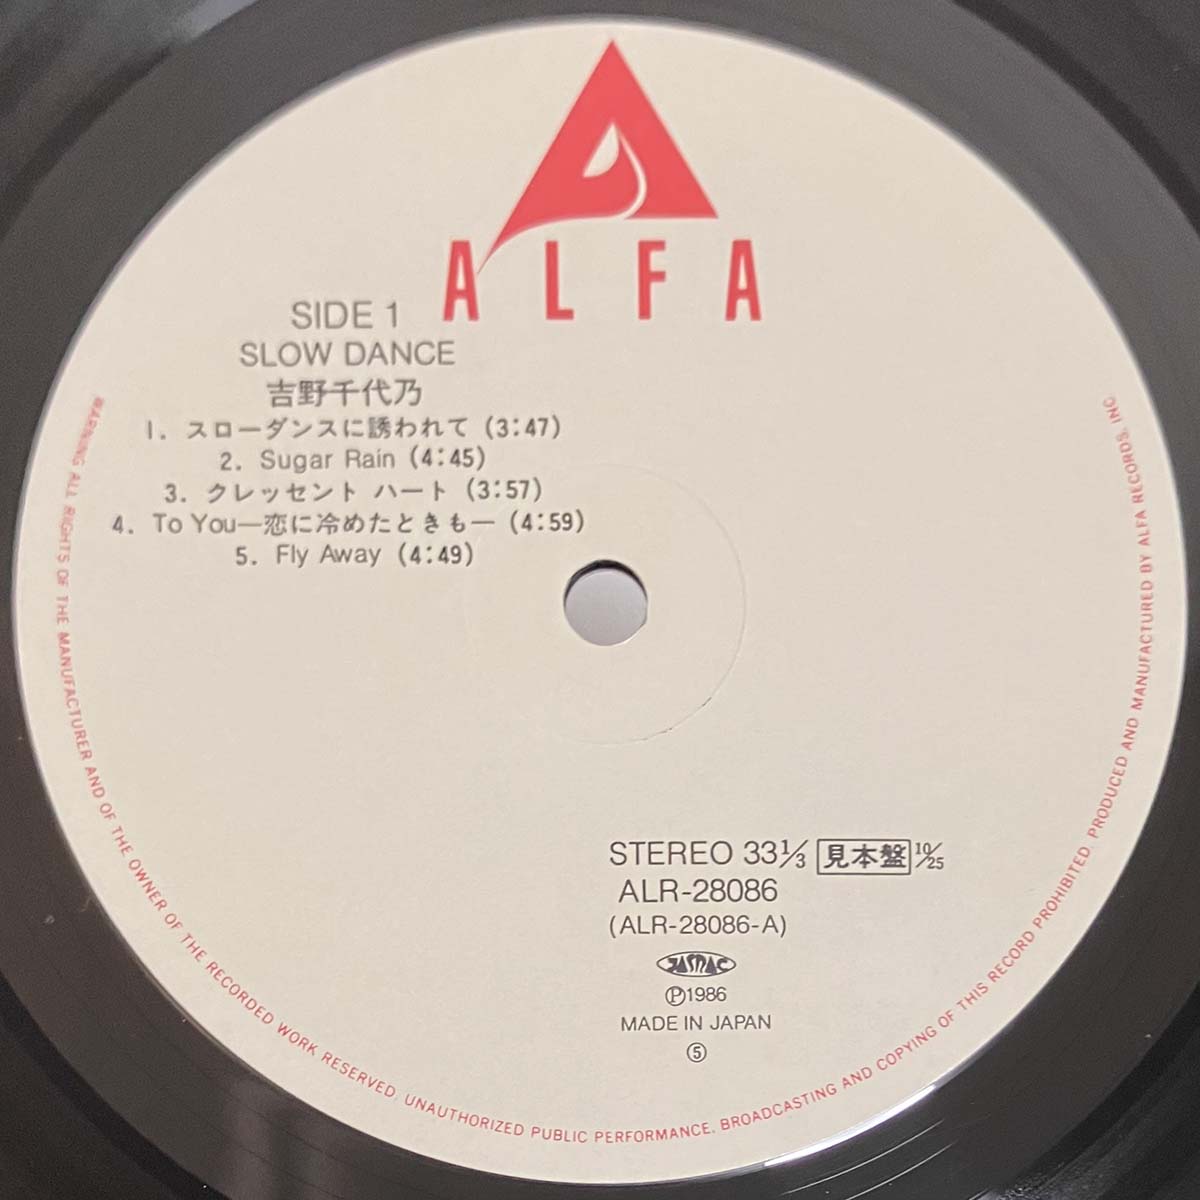 ALFA
SIDE 1
SLOW DANCE
吉野千代乃
1. スローダンスに誘われて (3:47)
2. Sugar Rain (4:45)
3. クレッセント ハート (3:57)
4. To You—恋に冷めたときも— (4:59)
5. Fly Away (4:49)
STEREO 33⅓ 見本盤 10/25
ALR-28086
(ALR-28086-A)
JASRAC
Ⓟ1986
MADE IN JAPAN
⑤
WARNING ALL RIGHTS OF THE MANUFACTURER AND OF THE OWNER OF THE RECORDED WORK RESERVED. UNAUTHORIZED PUBLIC PERFORMANCE, BROADCASTING AND COPYING OF THIS RECORD PROHIBITED. PRODUCED AND MANUFACTURED BY ALFA RECORDS, INC.